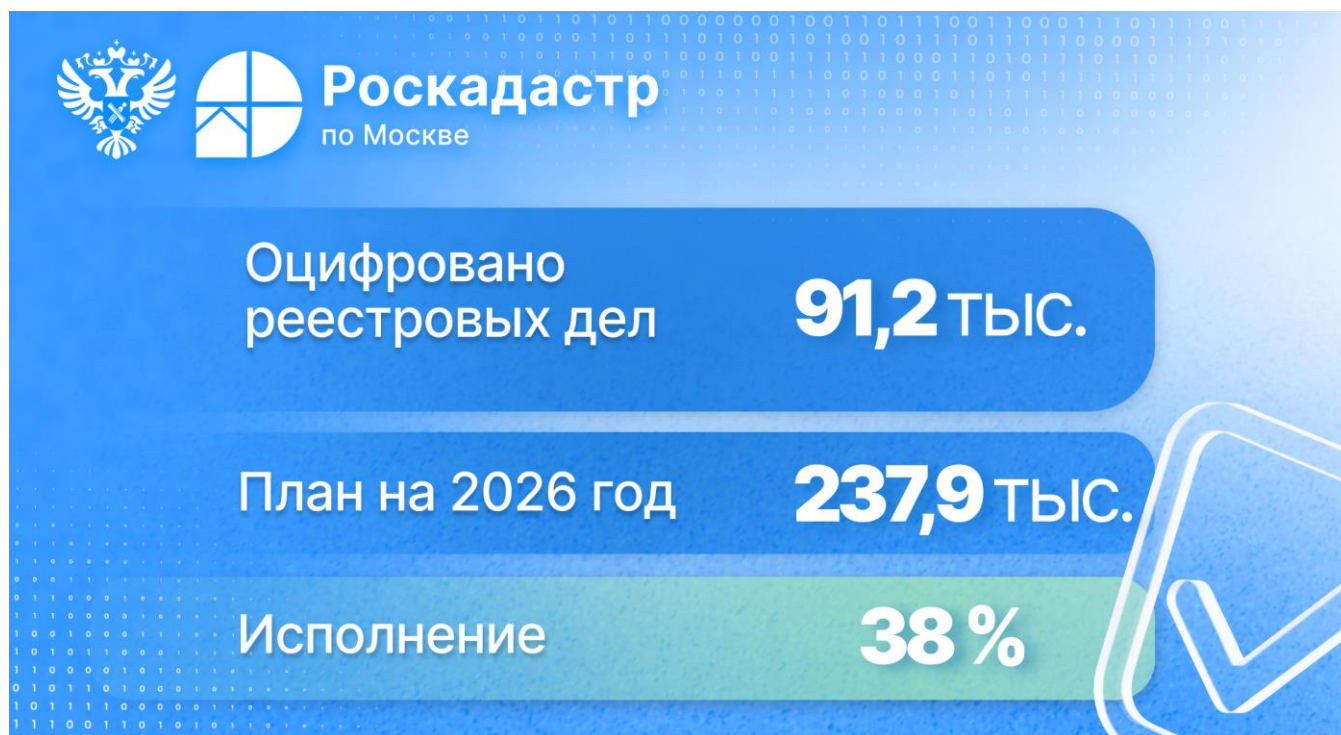 Роскадастр
по Москве
Оцифровано
реестровых дел
91,2 тыс.
План на 2026 год
237,9 тыс.
Исполнение
38 %